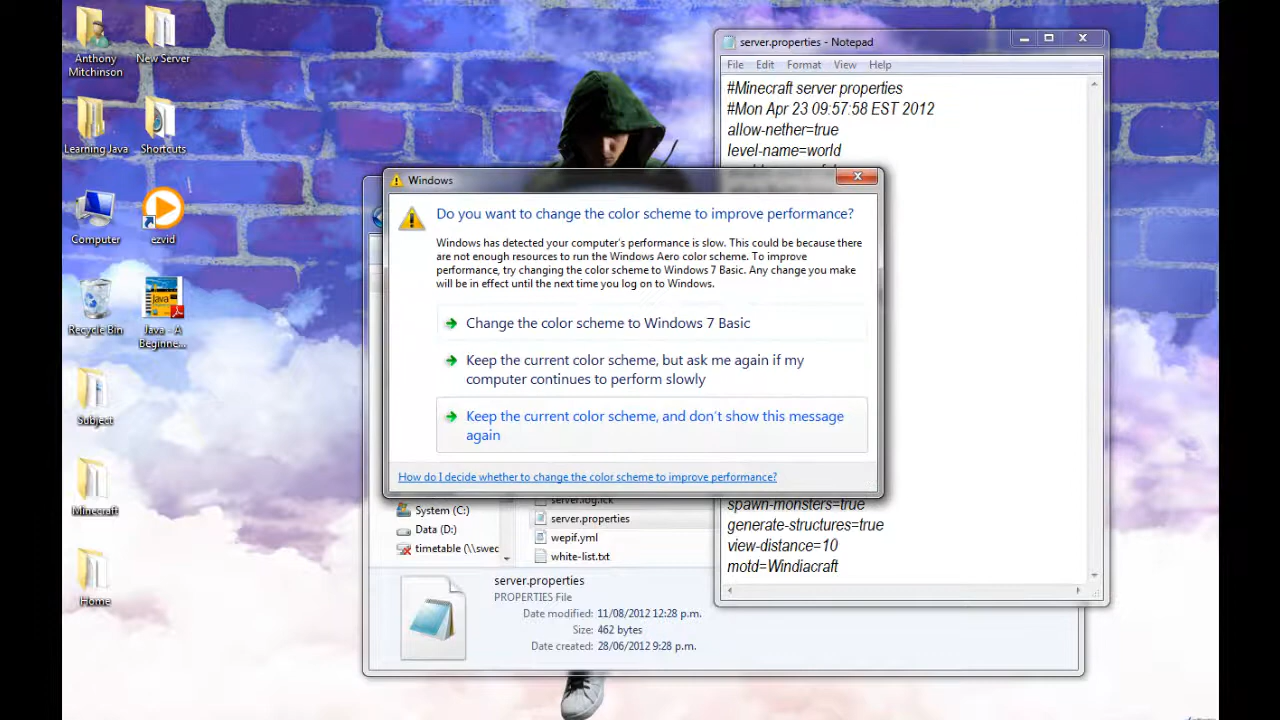 Anthony
Mitchinson
New Server
Learning Java
Shortcuts
Computer
ezvid
Recycle Bin
Java - A
Beginne...
Subject
Minecraft
Home
server.properties - Notepad
File Edit Format View Help
#Minecraft server properties
#Mon Apr 23 09:57:58 EST 2012
allow-nether=true
level-name=world
Windows
Do you want to change the color scheme to improve performance?
Windows has detected your computer's performance is slow. This could be because there
are not enough resources to run the Windows Aero color scheme. To improve
performance, try changing the color scheme to Windows 7 Basic. Any change you make
will be in effect until the next time you log on to Windows.
Change the color scheme to Windows 7 Basic
Keep the current color scheme, but ask me again if my
computer continues to perform slowly
Keep the current color scheme, and don't show this message
again
How do I decide whether to change the color scheme to improve performance?
spawn-monsters=true
generate-structures=true
view-distance=10
motd=Windiacraft
System (C:)
Data (D:)
timetable (\\swec
server.log.lck
server.properties
wepif.yml
white-list.txt
server.properties
PROPERTIES File
Date modified: 11/08/2012 12:28 p.m.
Size: 462 bytes
Date created: 28/06/2012 9:28 p.m.